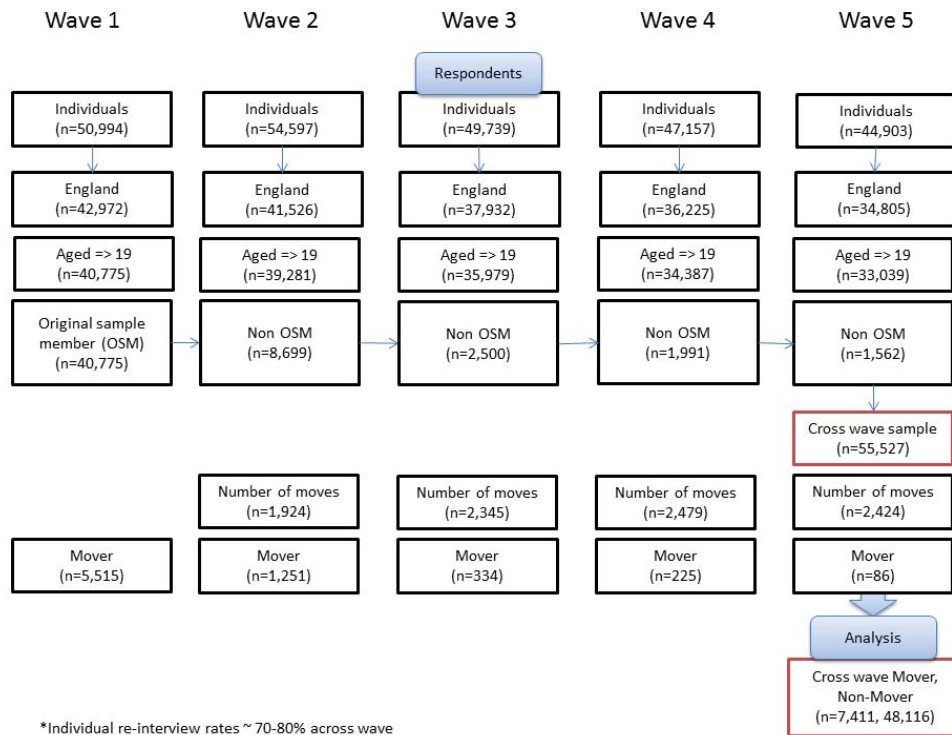 Wave 1
Wave 2
Wave 3
Wave 4
Wave 5
Respondents
Individuals
(n=50,994)
Individuals
(n=54,597)
Individuals
(n=49,739)
Individuals
(n=47,157)
Individuals
(n=44,903)
England
(n=42,972)
England
(n=41,526)
England
(n=37,932)
England
(n=36,225)
England
(n=34,805)
Aged => 19
(n=40,775)
Aged => 19
(n=39,281)
Aged => 19
(n=35,979)
Aged => 19
(n=34,387)
Aged => 19
(n=33,039)
Original sample
member (OSM)
(n=40,775)
Non OSM
(n=8,699)
Non OSM
(n=2,500)
Non OSM
(n=1,991)
Non OSM
(n=1,562)
Cross wave sample
(n=55,527)
Number of moves
(n=1,924)
Number of moves
(n=2,345)
Number of moves
(n=2,479)
Number of moves
(n=2,424)
Mover
(n=5,515)
Mover
(n=1,251)
Mover
(n=334)
Mover
(n=225)
Mover
(n=86)
Analysis
Cross wave Mover,
Non-Mover
(n=7,411, 48,116)
*Individual re-interview rates ~ 70-80% across wave